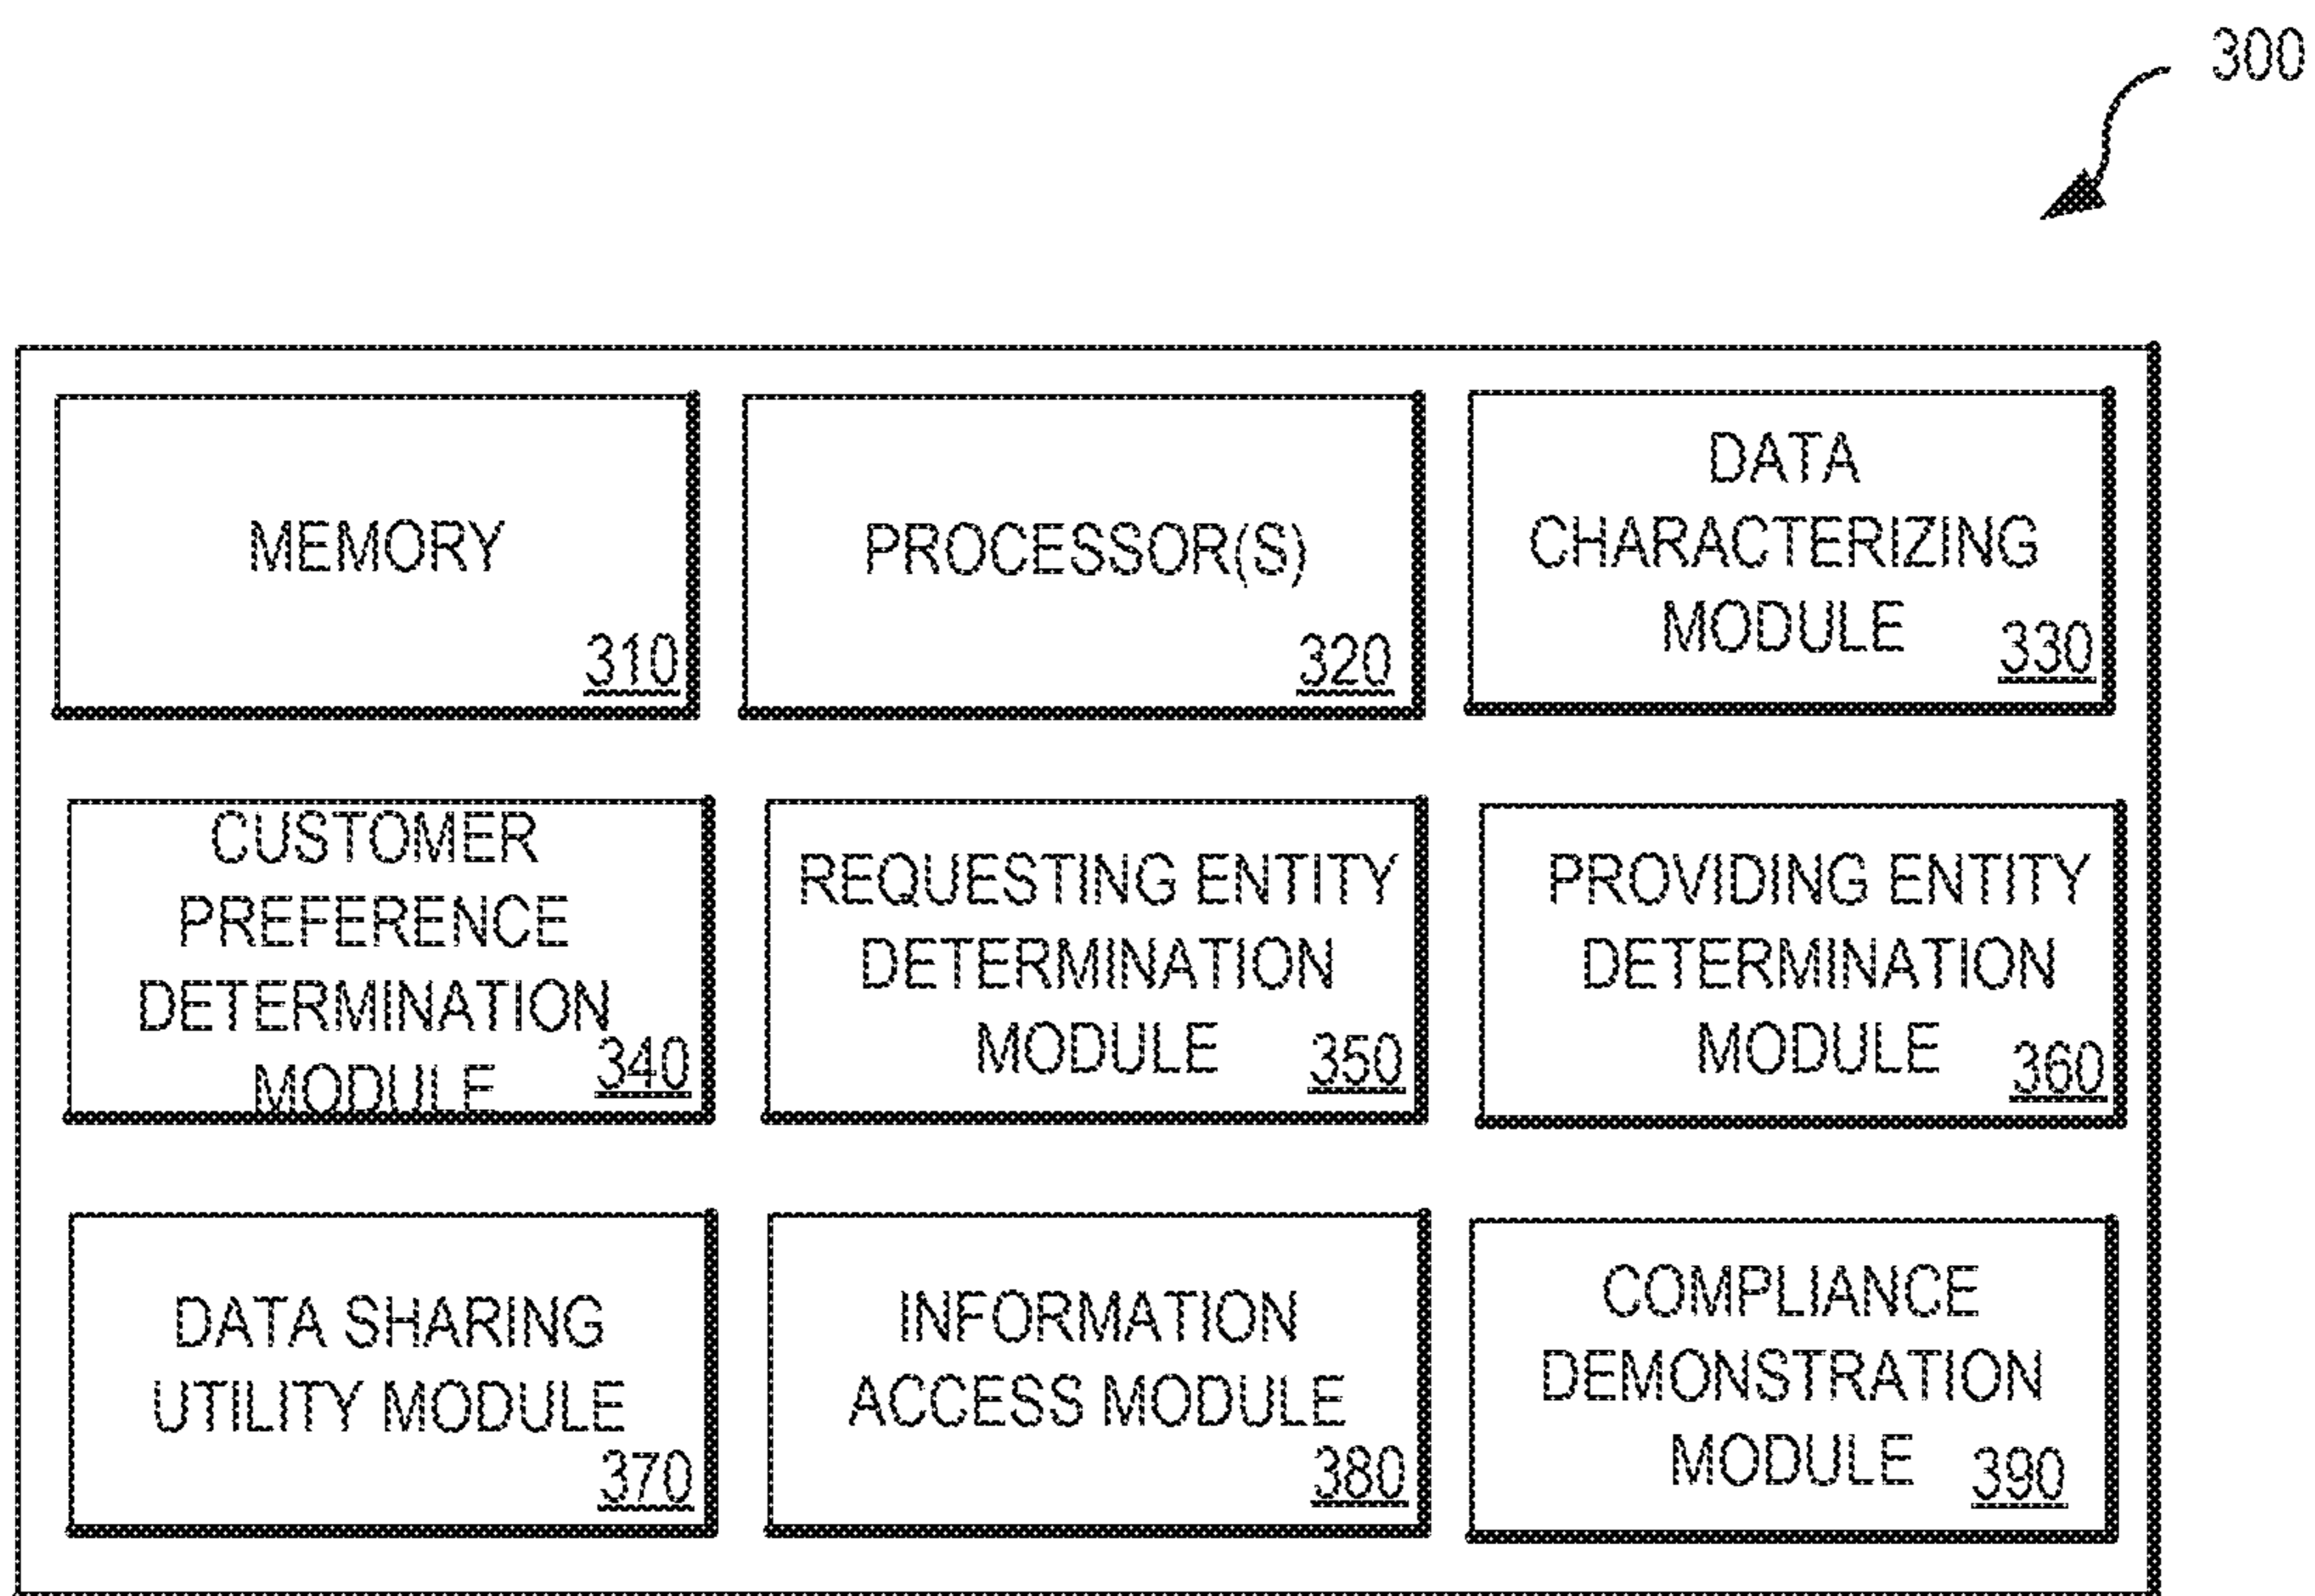 300
MEMORY
310
PROCESSOR(S)
320
DATA
CHARACTERIZING
MODULE
330
CUSTOMER
PREFERENCE
DETERMINATION
MODULE
340
REQUESTING ENTITY
DETERMINATION
MODULE
350
PROVIDING ENTITY
DETERMINATION
MODULE
360
DATA SHARING
UTILITY MODULE
370
INFORMATION
ACCESS MODULE
380
COMPLIANCE
DEMONSTRATION
MODULE
390